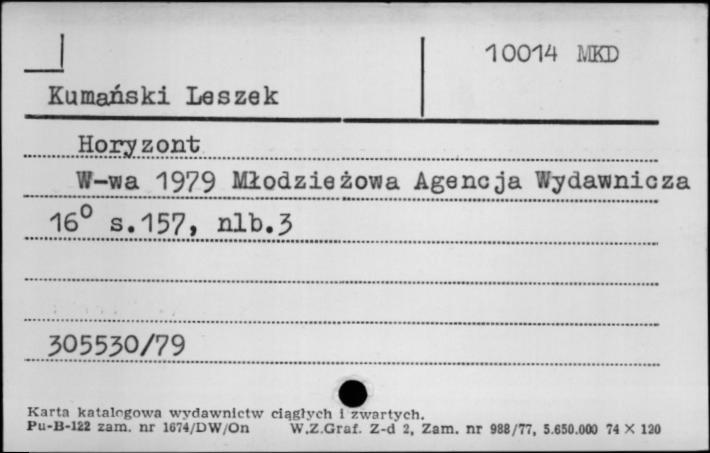 10014 MKD
Kumański Leszek
Horyzont
W-wa 1979 Młodzieżowa Agencja Wydawnicza
16⁰ s.157, nlb.3
305530/79
Karta katalogowa wydawnictw ciągłych i zwartych.
Pu-B-122 zam. nr 1674/DW/On W.Z.Graf. Z-d 2, Zam. nr 988/77, 5.650.000 74 × 120